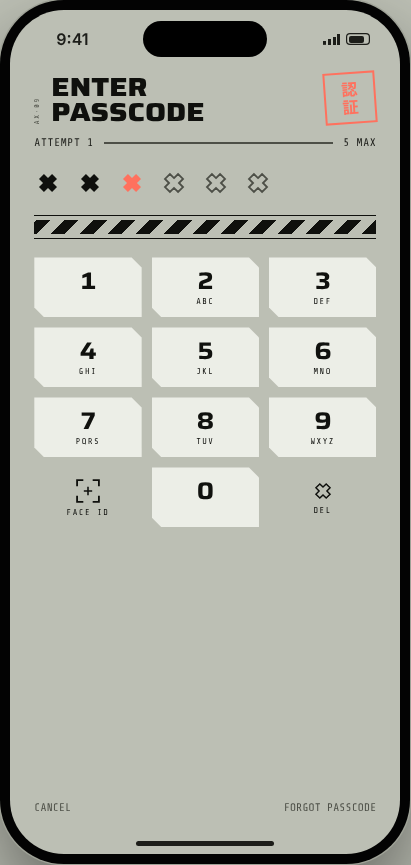 9:41
AX-09
ENTER
PASSCODE
認
証
ATTEMPT 1
5 MAX
1
2
ABC
3
DEF
4
GHI
5
JKL
6
MNO
7
PQRS
8
TUV
9
WXYZ
FACE ID
0
DEL
CANCEL
FORGOT PASSCODE